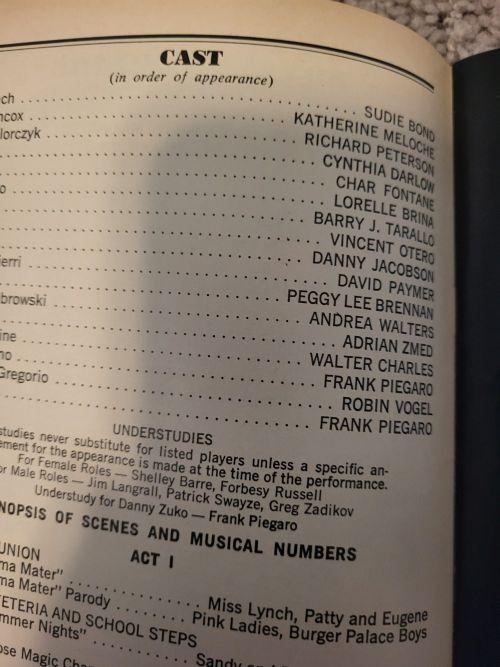 CAST
(in order of appearance)
ch ........ SUDIE BOND
ncox ........ KATHERINE MELOCHE
lorczyk ........ RICHARD PETERSON
........ CYNTHIA DARLOW
........ CHAR FONTANE
o ........ LORELLE BRINA
........ BARRY J. TARALLO
........ VINCENT OTERO
........ DANNY JACOBSON
ierri ........ DAVID PAYMER
........ PEGGY LEE BRENNAN
browski ........ ANDREA WALTERS
........ ADRIAN ZMED
ine ........ WALTER CHARLES
no ........ FRANK PIEGARO
Gregorio ........ ROBIN VOGEL
........ FRANK PIEGARO
UNDERSTUDIES
studies never substitute for listed players unless a specific an-
ement for the appearance is made at the time of the performance.
For Female Roles — Shelley Barre, Forbesy Russell
or Male Roles — Jim Langrall, Patrick Swayze, Greg Zadikov
Understudy for Danny Zuko — Frank Piegaro
NOPSIS OF SCENES AND MUSICAL NUMBERS
ACT I
UNION
ma Mater" ........ Miss Lynch, Patty and Eugene
ma Mater" Parody ........ Pink Ladies, Burger Palace Boys
ETERIA AND SCHOOL STEPS
mmer Nights" ........ Sandy
ose Magic